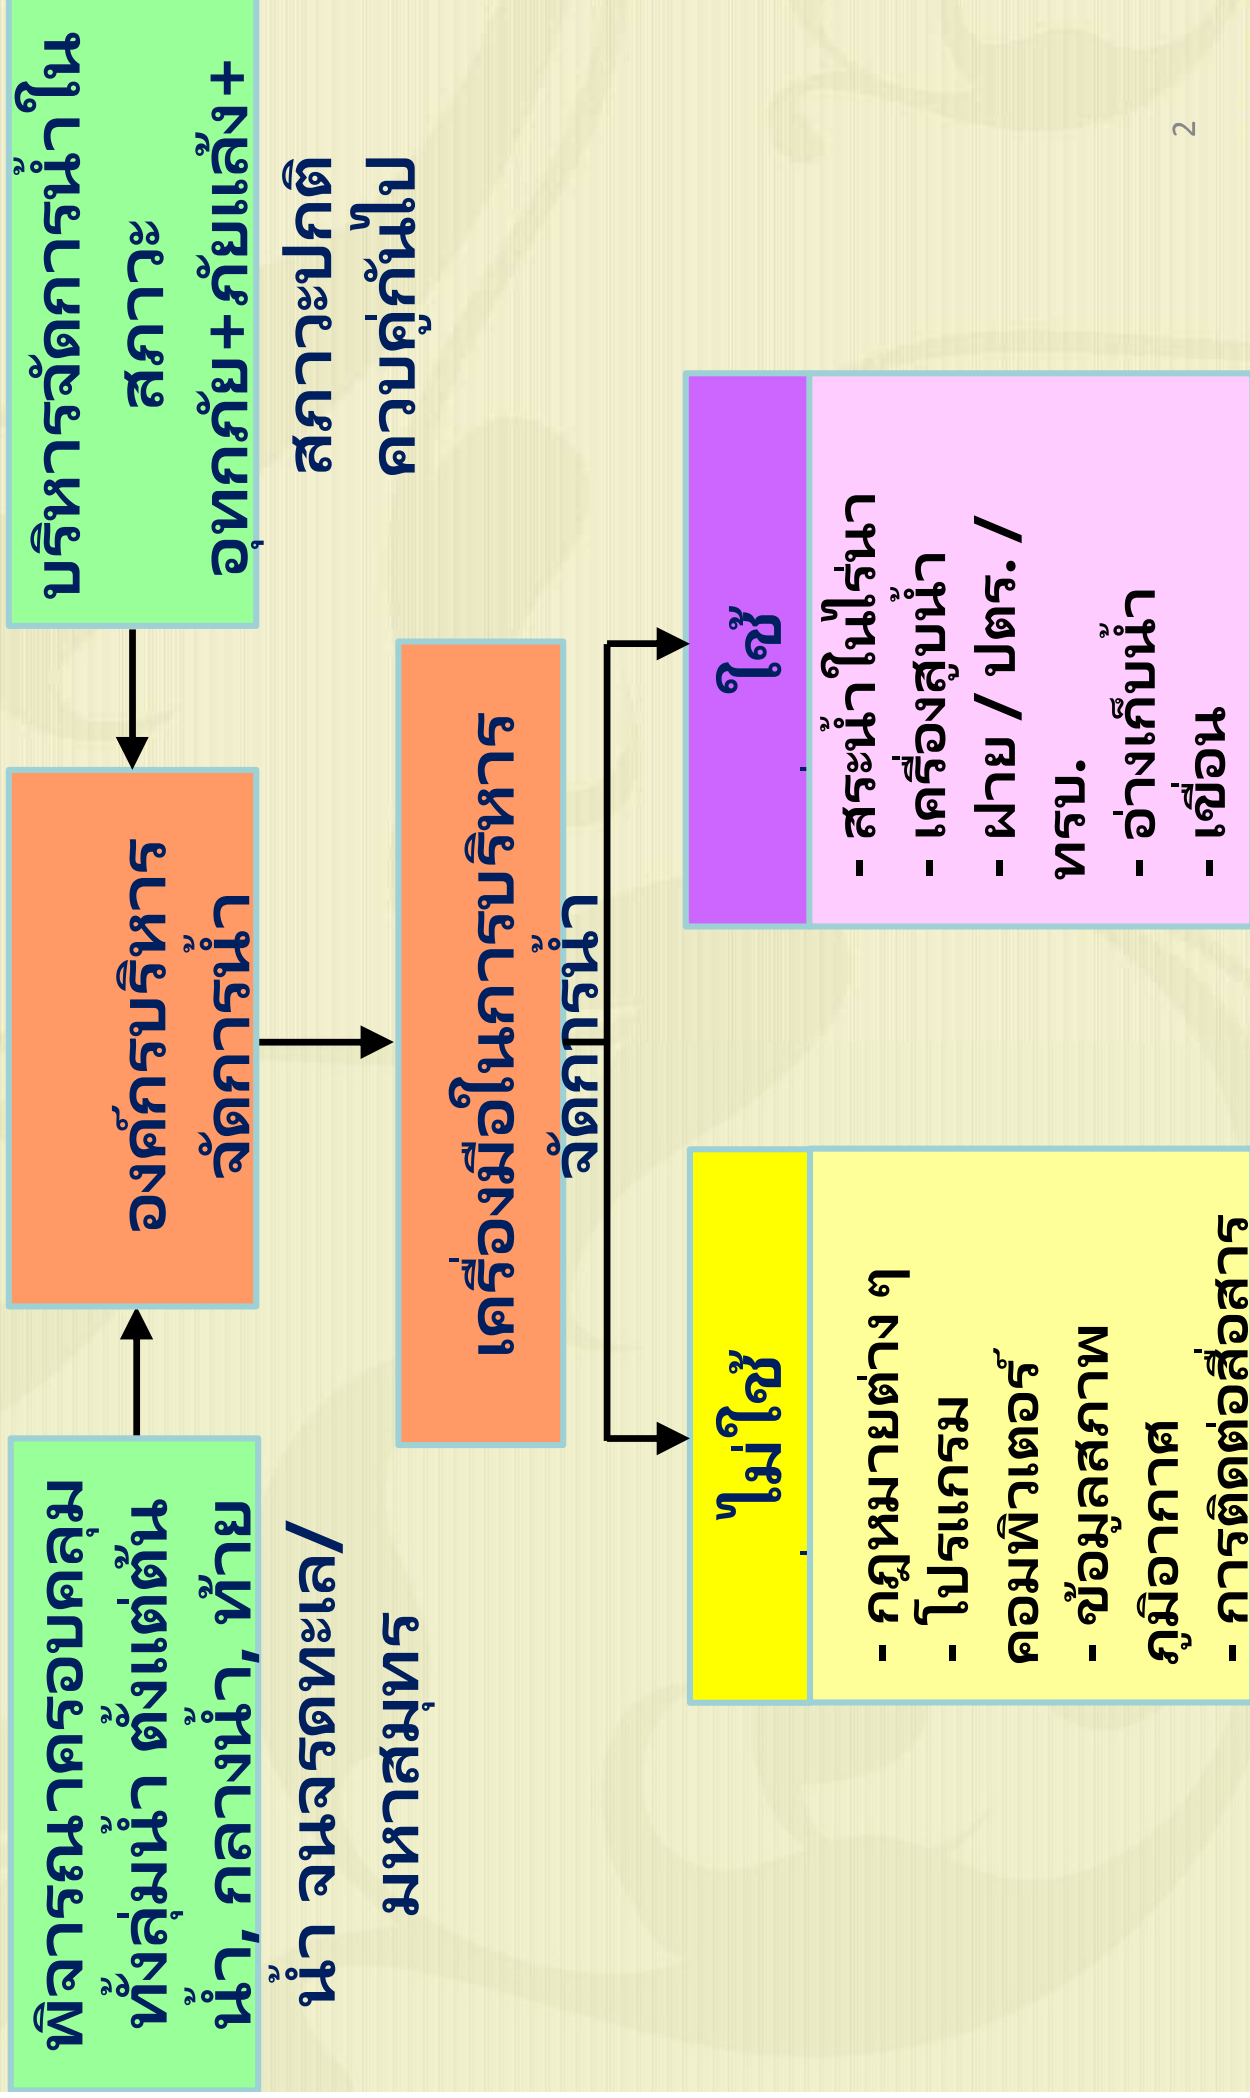 พิจารณาครอบคลุม
ทั้งลุ่มน้ำ ตั้งแต่ต้น
น้ำ, กลางน้ำ, ท้าย
น้ำ จนจรดทะเล/
มหาสมุทร
องค์กรบริหาร
จัดการน้ำ
บริหารจัดการน้ำใน
สภาวะ
อุทกภัย+ภัยแล้ง+
สภาวะปกติ
ควบคู่กันไป
เครื่องมือในการบริหาร
จัดการน้ำ
ไม่ใช้
- กฎหมายต่าง ๆ
- โปรแกรม
คอมพิวเตอร์
- ข้อมูลสภาพ
ภูมิอากาศ
- การติดต่อสื่อสาร
ใช้
- สระน้ำในไร่นา
- เครื่องสูบน้ำ
- ฝาย / ปตร. /
ทรบ.
- อ่างเก็บน้ำ
- เขื่อน
2